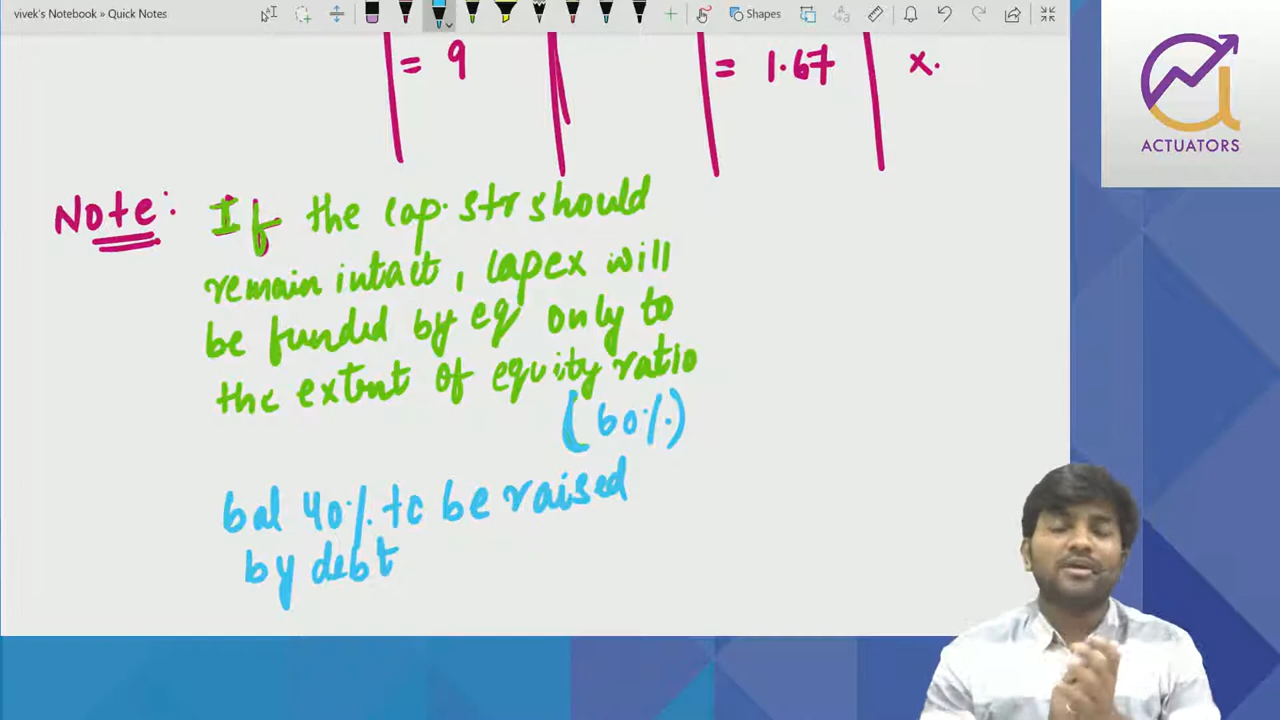 vivek's Notebook » Quick Notes
Shapes
= 9
= 1.67
x.
ACTUATORS
Note: If the cap. str should
remain intact, capex will
be funded by eq only to
the extent of equity ratio
(60%)
bal 40% to be raised
by debt